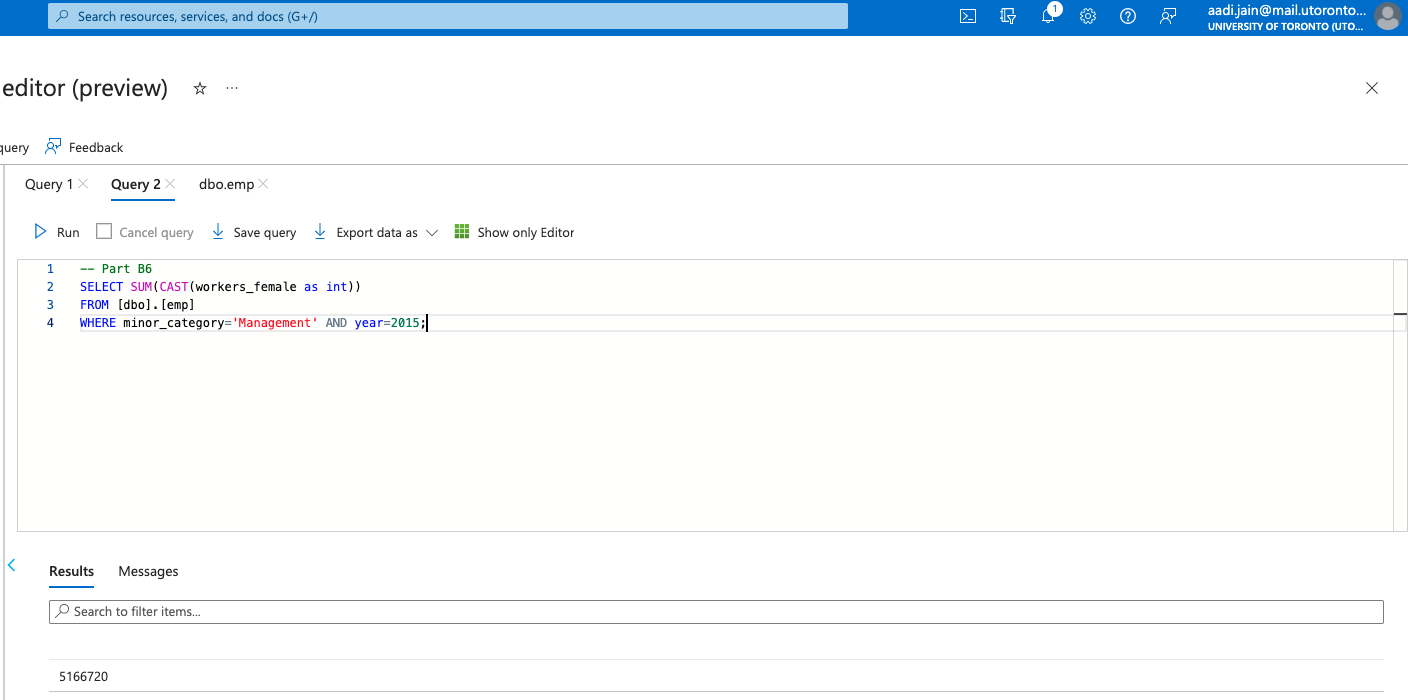 Search resources, services, and docs (G+/)
1
aadi.jain@mail.utoronto...
UNIVERSITY OF TORONTO (UTO...
editor (preview)
...
query
Feedback
Query 1
Query 2
dbo.emp
Run
Cancel query
Save query
Export data as
Show only Editor
1 -- Part B6
2 SELECT SUM(CAST(workers_female as int))
3 FROM [dbo].[emp]
4 WHERE minor_category='Management' AND year=2015;
Results
Messages
Search to filter items...
5166720